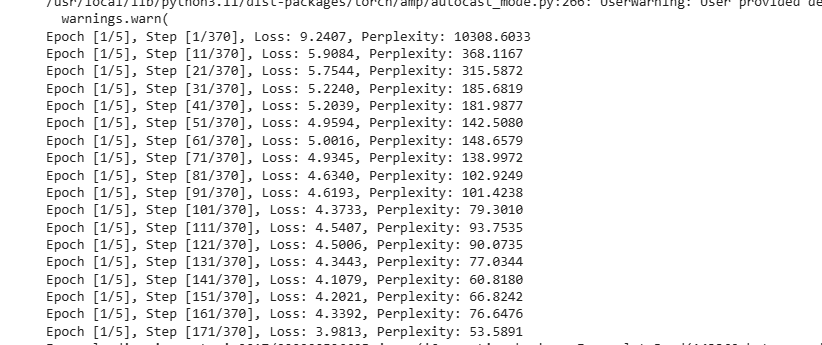 /usr/local/lib/python3.11/dist-packages/torch/amp/autocast_mode.py:266: UserWarning: User provided de
warnings.warn(
Epoch [1/5], Step [1/370], Loss: 9.2407, Perplexity: 10308.6033
Epoch [1/5], Step [11/370], Loss: 5.9084, Perplexity: 368.1167
Epoch [1/5], Step [21/370], Loss: 5.7544, Perplexity: 315.5872
Epoch [1/5], Step [31/370], Loss: 5.2240, Perplexity: 185.6819
Epoch [1/5], Step [41/370], Loss: 5.2039, Perplexity: 181.9877
Epoch [1/5], Step [51/370], Loss: 4.9594, Perplexity: 142.5080
Epoch [1/5], Step [61/370], Loss: 5.0016, Perplexity: 148.6579
Epoch [1/5], Step [71/370], Loss: 4.9345, Perplexity: 138.9972
Epoch [1/5], Step [81/370], Loss: 4.6340, Perplexity: 102.9249
Epoch [1/5], Step [91/370], Loss: 4.6193, Perplexity: 101.4238
Epoch [1/5], Step [101/370], Loss: 4.3733, Perplexity: 79.3010
Epoch [1/5], Step [111/370], Loss: 4.5407, Perplexity: 93.7535
Epoch [1/5], Step [121/370], Loss: 4.5006, Perplexity: 90.0735
Epoch [1/5], Step [131/370], Loss: 4.3443, Perplexity: 77.0344
Epoch [1/5], Step [141/370], Loss: 4.1079, Perplexity: 60.8180
Epoch [1/5], Step [151/370], Loss: 4.2021, Perplexity: 66.8242
Epoch [1/5], Step [161/370], Loss: 4.3392, Perplexity: 76.6476
Epoch [1/5], Step [171/370], Loss: 3.9813, Perplexity: 53.5891